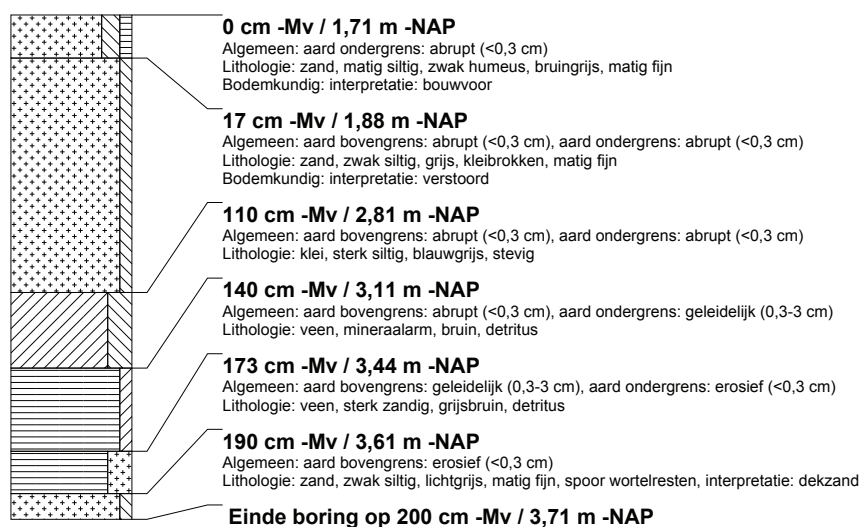 0 cm -Mv / 1,71 m -NAP
Algemeen: aard ondergrens: abrupt (<0,3 cm)
Lithologie: zand, matig siltig, zwak humeus, bruingrijs, matig fijn
Bodemkundig: interpretatie: bouwvoor
17 cm -Mv / 1,88 m -NAP
Algemeen: aard bovengrens: abrupt (<0,3 cm), aard ondergrens: abrupt (<0,3 cm)
Lithologie: zand, zwak siltig, grijs, kleibrokken, matig fijn
Bodemkundig: interpretatie: verstoord
110 cm -Mv / 2,81 m -NAP
Algemeen: aard bovengrens: abrupt (<0,3 cm), aard ondergrens: abrupt (<0,3 cm)
Lithologie: klei, sterk siltig, blauwgrijs, stevig
140 cm -Mv / 3,11 m -NAP
Algemeen: aard bovengrens: abrupt (<0,3 cm), aard ondergrens: geleidelijk (0,3-3 cm)
Lithologie: veen, mineraalarm, bruin, detritus
173 cm -Mv / 3,44 m -NAP
Algemeen: aard bovengrens: geleidelijk (0,3-3 cm), aard ondergrens: erosief (<0,3 cm)
Lithologie: veen, sterk zandig, grijsbruin, detritus
190 cm -Mv / 3,61 m -NAP
Algemeen: aard bovengrens: erosief (<0,3 cm)
Lithologie: zand, zwak siltig, lichtgrijs, matig fijn, spoor wortelresten, interpretatie: dekzand
Einde boring op 200 cm -Mv / 3,71 m -NAP